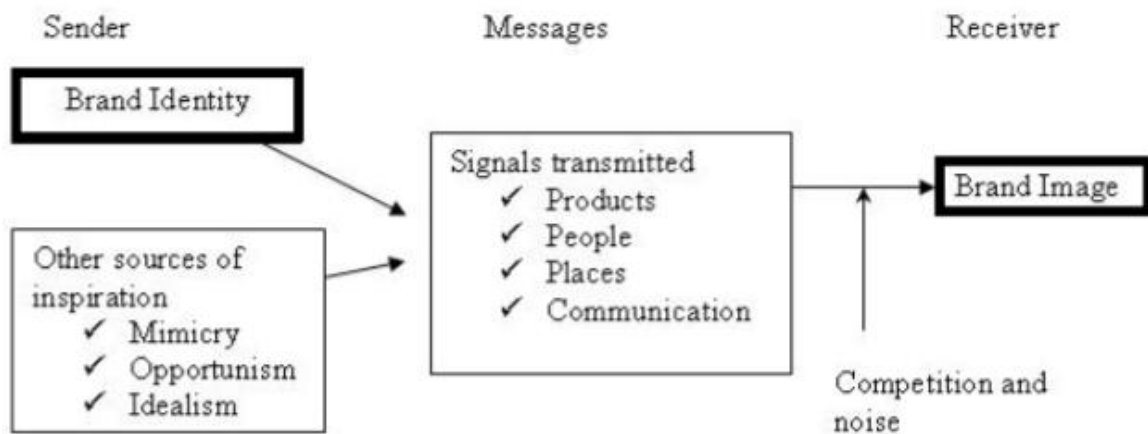 Sender
Messages
Receiver
Brand Identity
Other sources of
inspiration
✓ Mimicry
✓ Opportunism
✓ Idealism
Signals transmitted
✓ Products
✓ People
✓ Places
✓ Communication
Brand Image
Competition and
noise